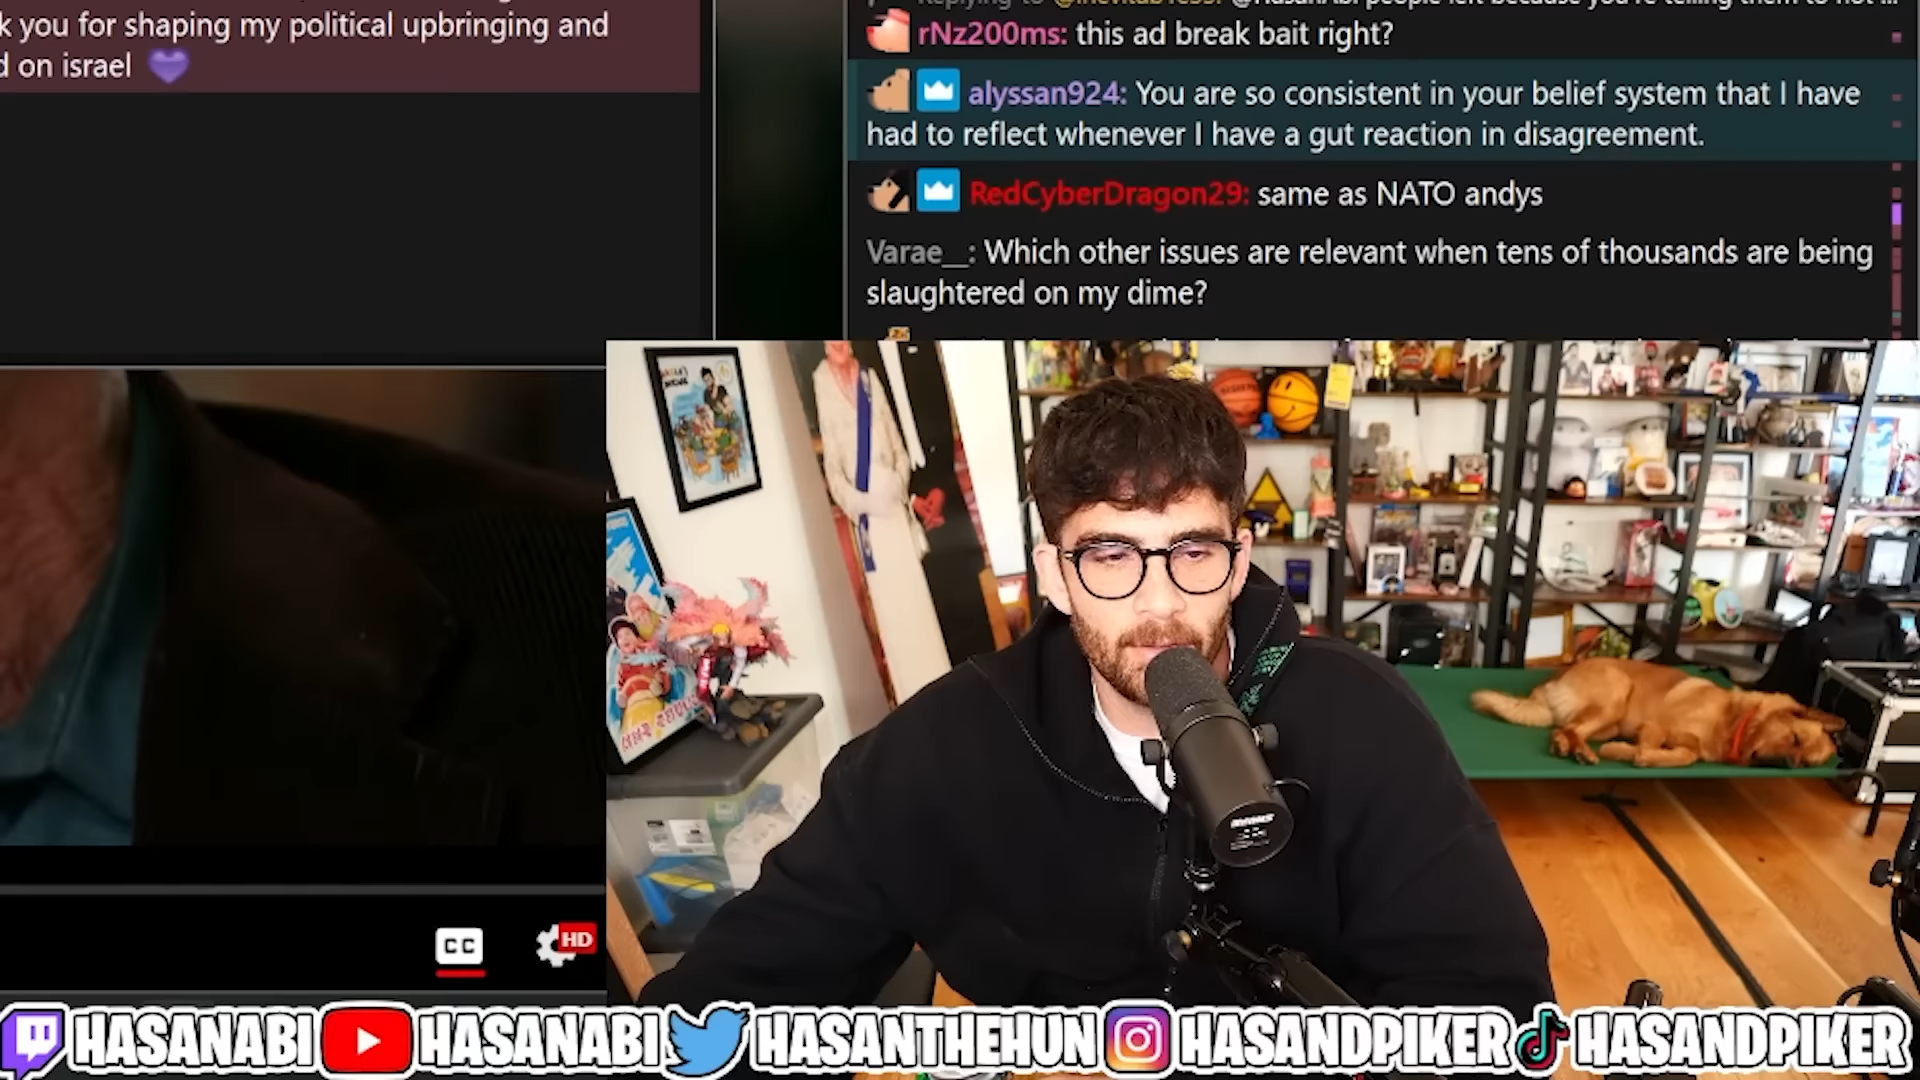 k you for shaping my political upbringing and
d on israel
rNz200ms: this ad break bait right?
alyssan924: You are so consistent in your belief system that I have
had to reflect whenever I have a gut reaction in disagreement.
RedCyberDragon29: same as NATO andys
Varae__: Which other issues are relevant when tens of thousands are being
slaughtered on my dime?
CC
HD
HASANABI HASANABI HASANTHEHUN HASANDPIKER HASANDPIKER